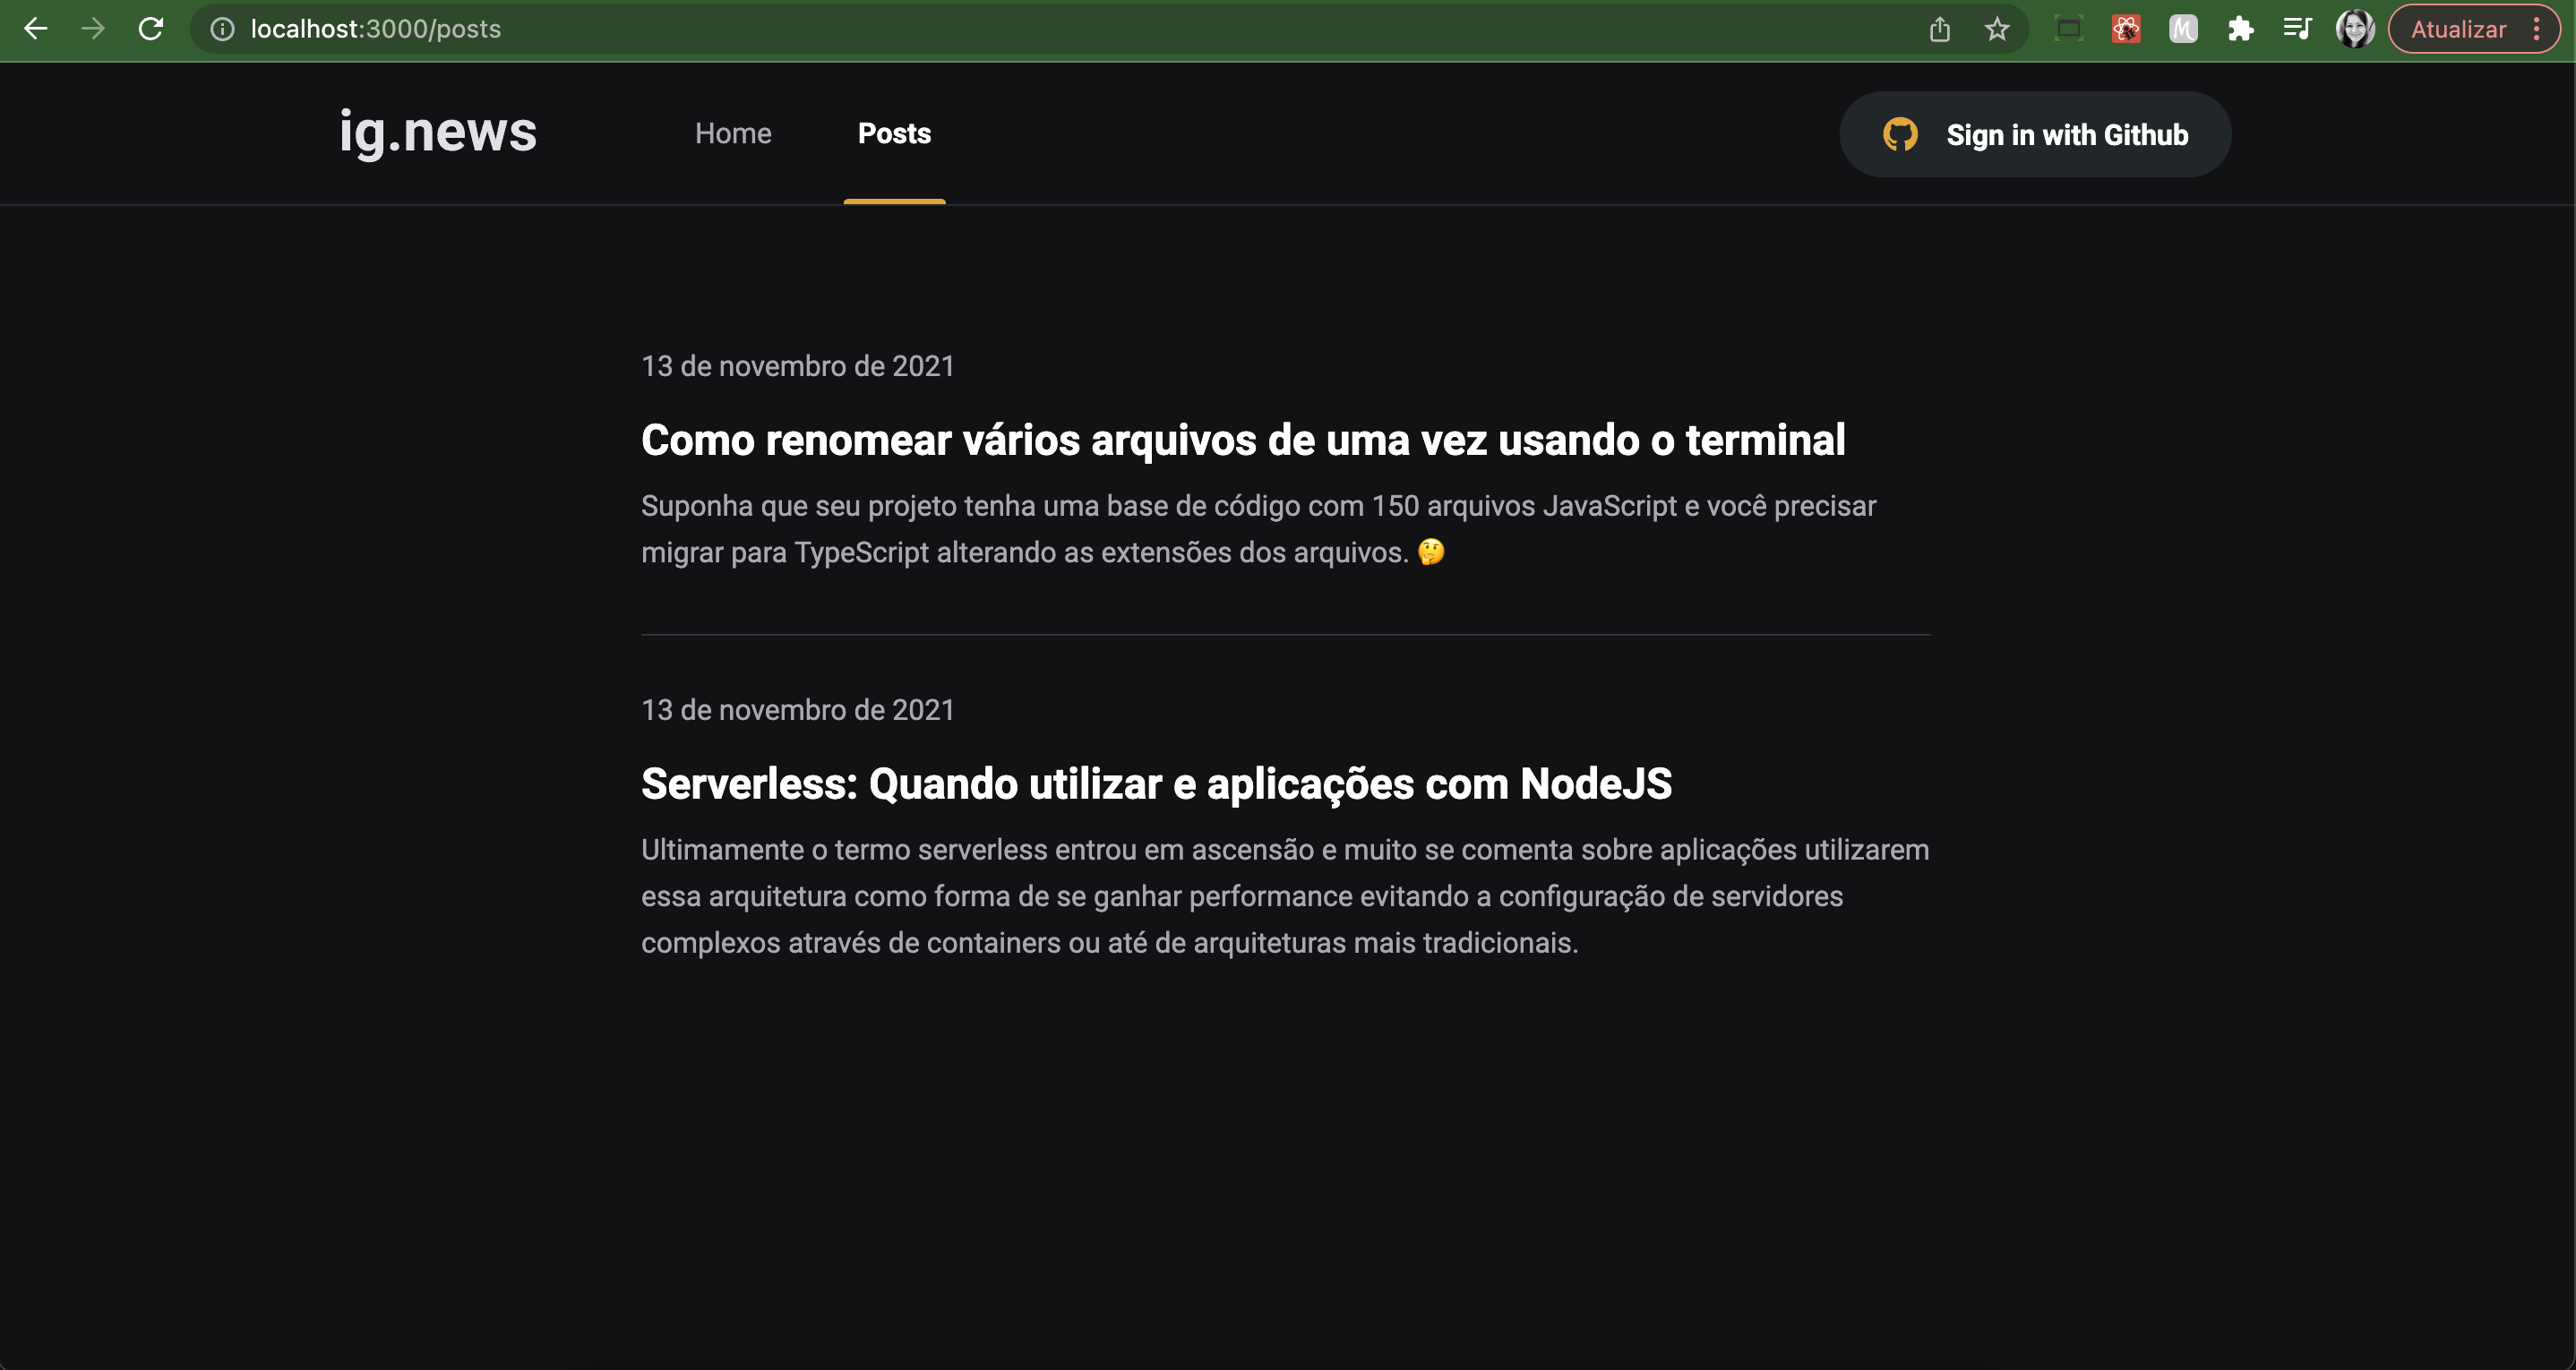 localhost:3000/posts
Atualizar
ig.news
Home
Posts
Sign in with Github
13 de novembro de 2021
Como renomear vários arquivos de uma vez usando o terminal
Suponha que seu projeto tenha uma base de código com 150 arquivos JavaScript e você precisar
migrar para TypeScript alterando as extensões dos arquivos. 🤔
13 de novembro de 2021
Serverless: Quando utilizar e aplicações com NodeJS
Ultimamente o termo serverless entrou em ascensão e muito se comenta sobre aplicações utilizarem
essa arquitetura como forma de se ganhar performance evitando a configuração de servidores
complexos através de containers ou até de arquiteturas mais tradicionais.